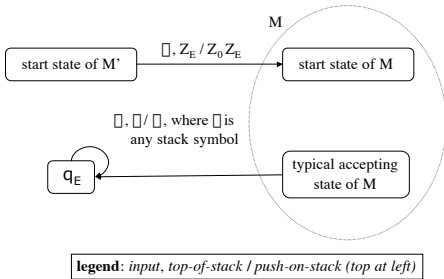 M
▯, Z_E / Z_0 Z_E
start state of M’
start state of M
▯, ▯ / ▯, where ▯ is
any stack symbol
typical accepting
state of M
q_E
legend: input, top-of-stack / push-on-stack (top at left)